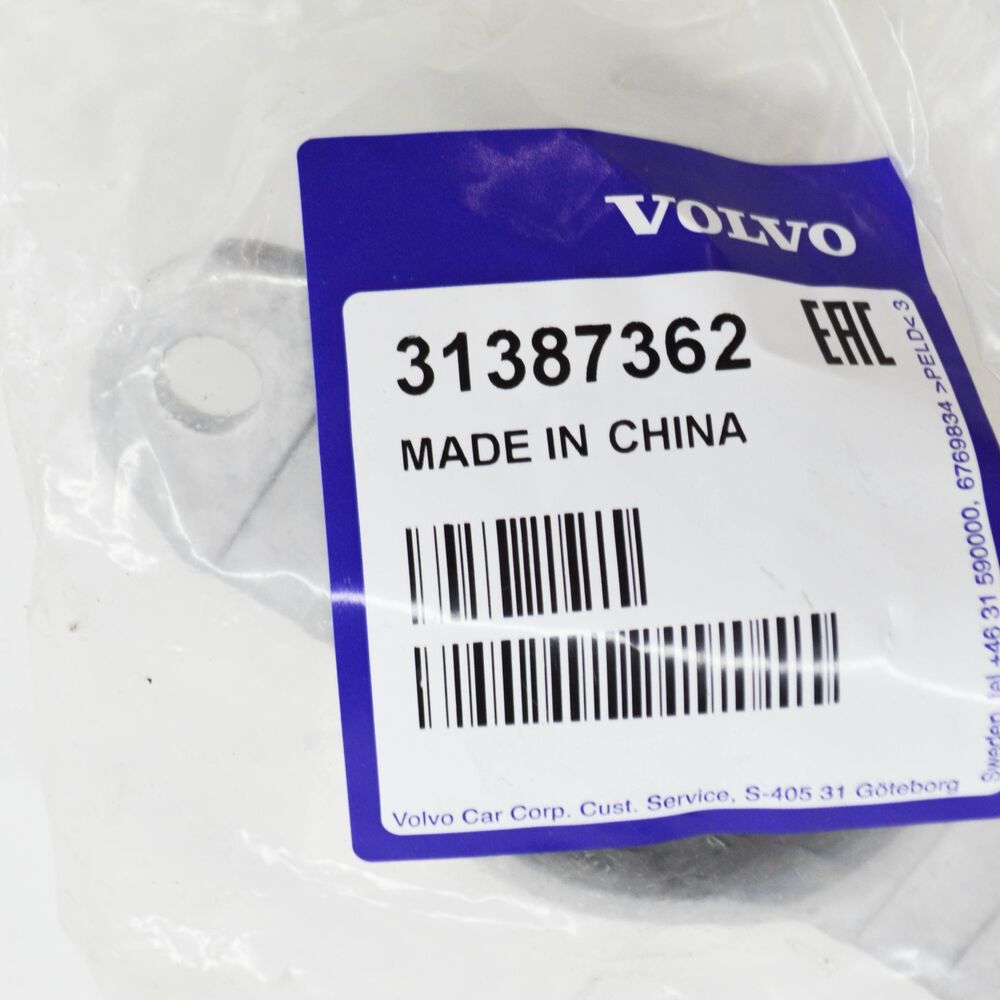 VOLVO
31387362
EAC
MADE IN CHINA
Volvo Car Corp. Cust. Service, S-405 31 Göteborg
Sweden, tel +46 31 590000, 6769834 >PELD< 3